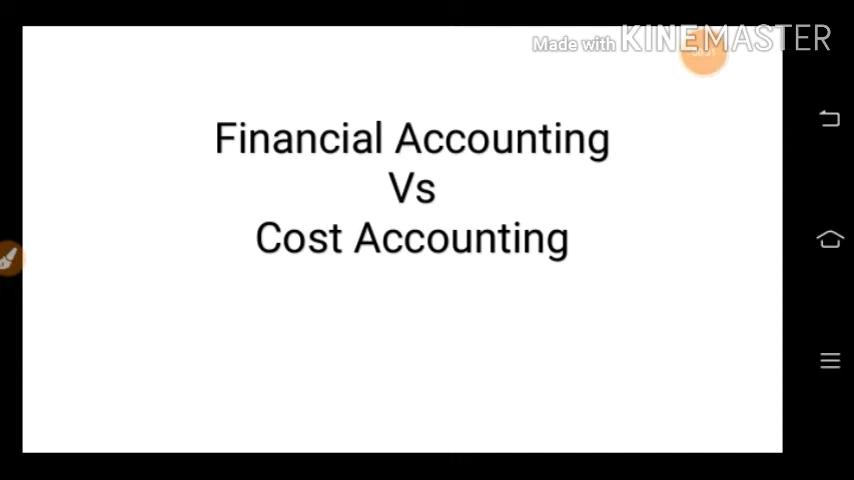 Made with KINEMASTER
Financial Accounting
Vs
Cost Accounting